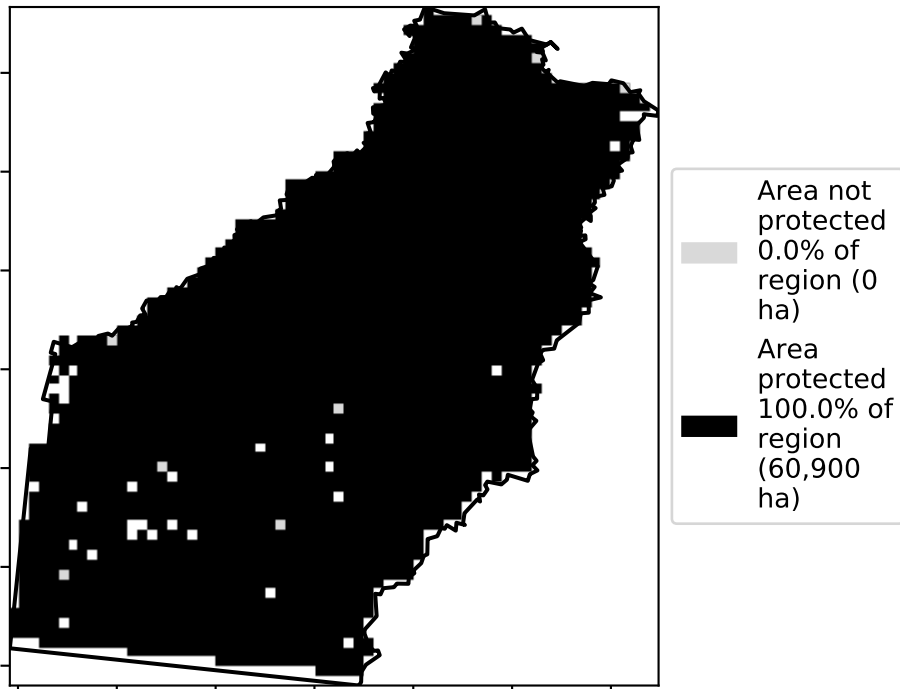 Area not
protected
0.0% of
region (0
ha)
Area
protected
100.0% of
region
(60,900
ha)